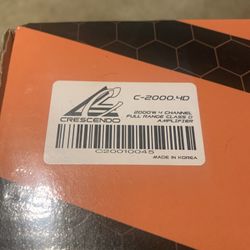 C-2000.4D
CRESCENDO
2000W 4 CHANNEL
FULL RANGE CLASS D
AMPLIFIER
C20010045
MADE IN KOREA